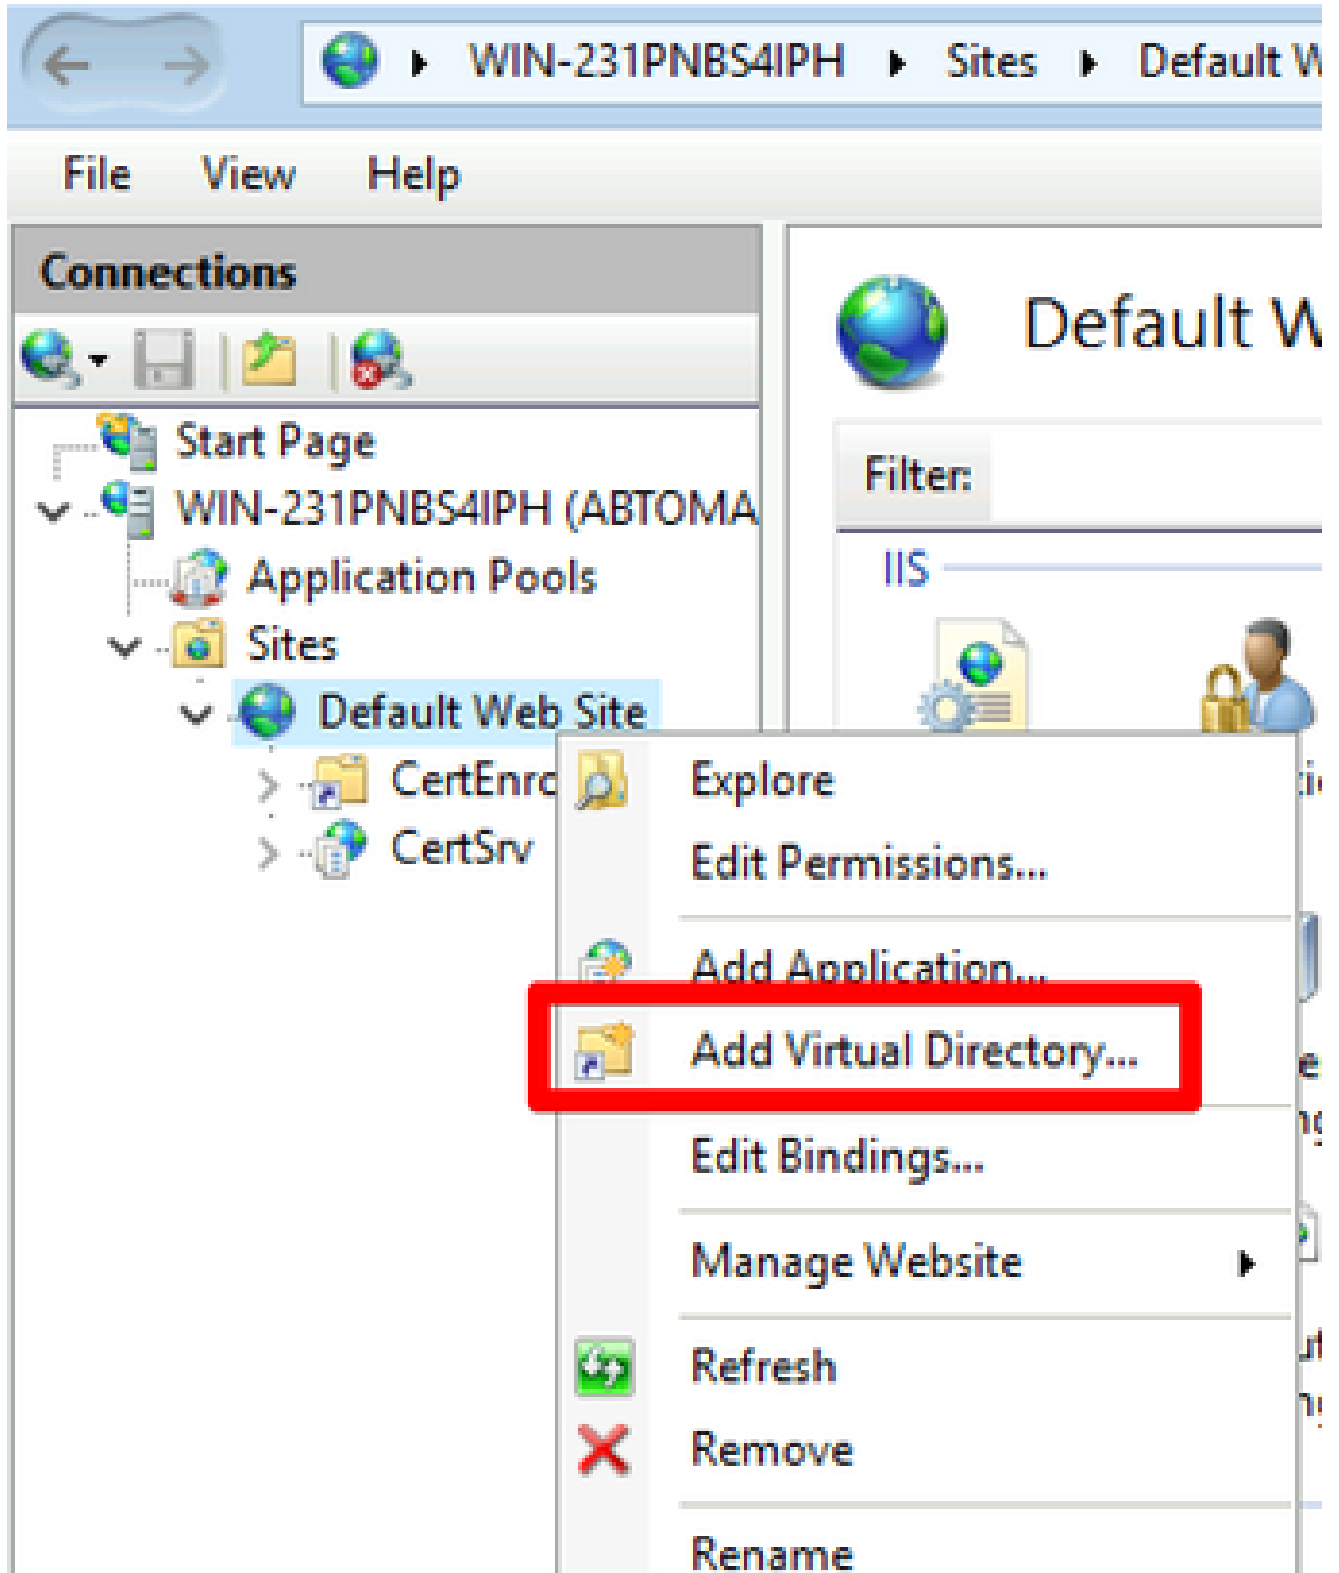 WIN-231PNBS4IPH Sites Default W
File View Help
Connections
Default W
Start Page
Filter:
WIN-231PNBS4IPH (ABTOMA
IIS
Application Pools
Sites
Default Web Site
CertEnro
Explore
CertSrv
Edit Permissions...
Add Application...
Add Virtual Directory...
Edit Bindings...
Manage Website
Refresh
Remove
Rename